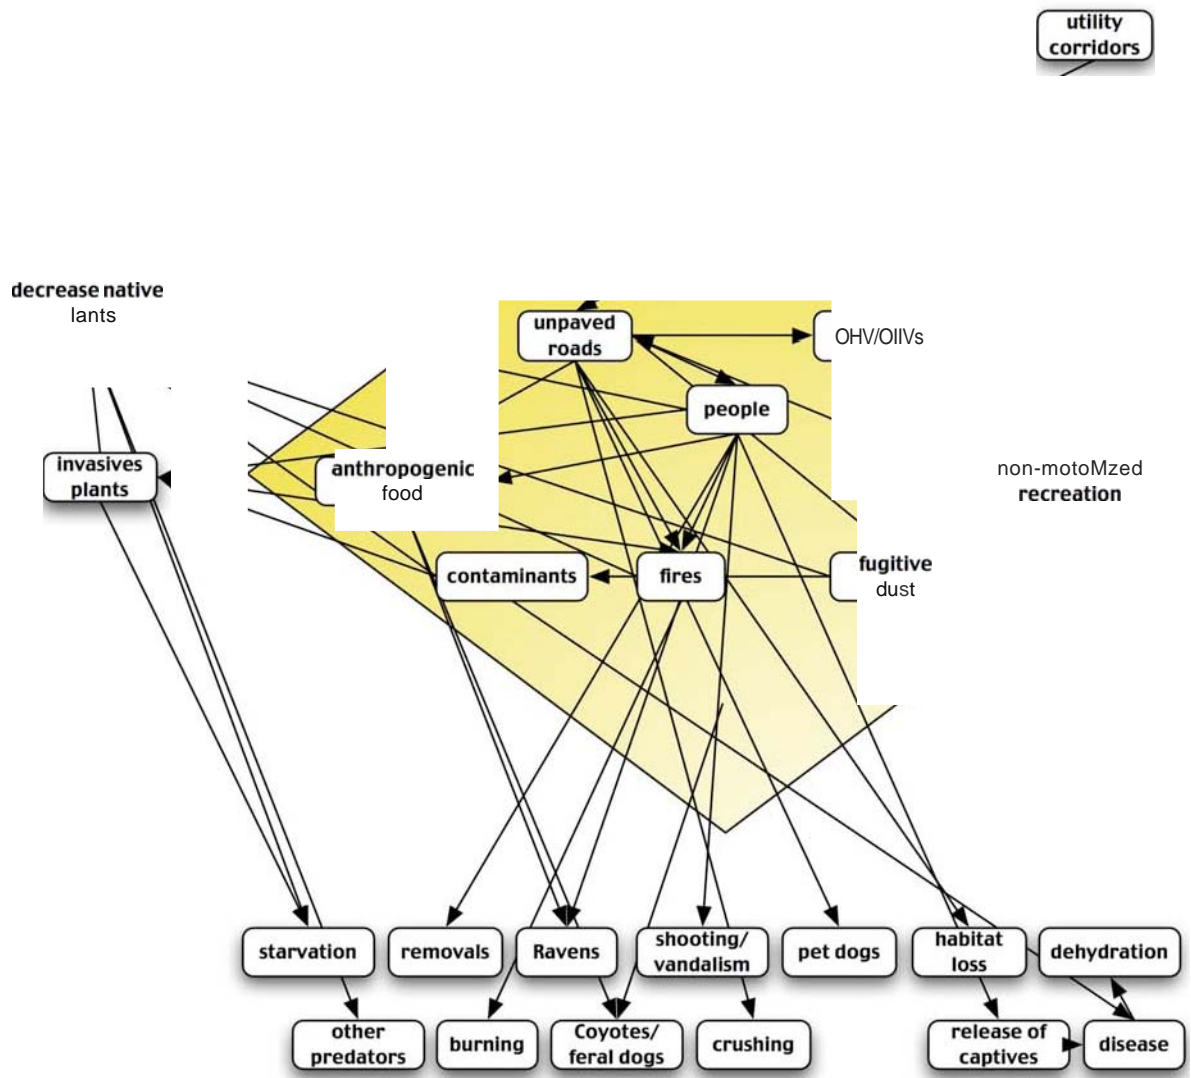 utility
corridors
decrease native
lants
unpaved
roads
OHV/OIIVs
people
invasives
plants
anthropogenic
food
non-motoMzed
recreation
contaminants
fires
fugitive
dust
starvation
removals
Ravens
shooting/
vandalism
pet dogs
habitat
loss
dehydration
other
predators
burning
Coyotes/
feral dogs
crushing
release of
captives
disease